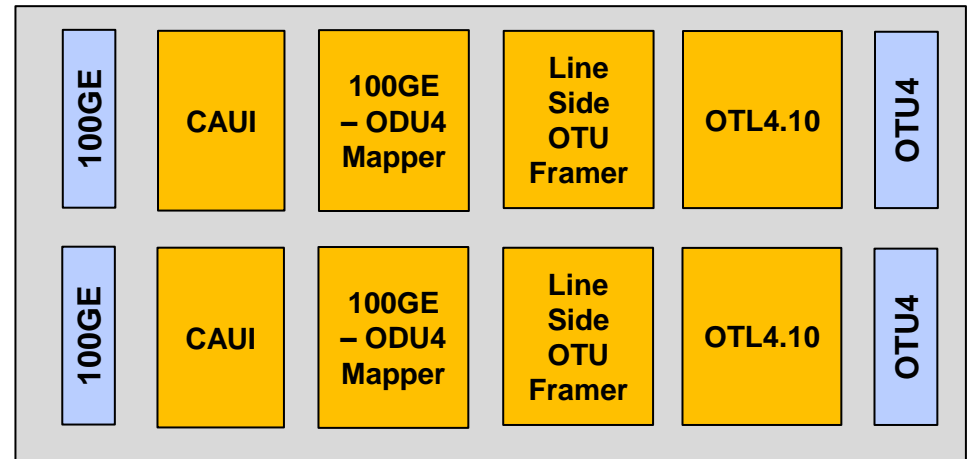 100GE
CAUI
100GE
– ODU4
Mapper
Line
Side
OTU
Framer
OTL4.10
OTU4
100GE
CAUI
100GE
– ODU4
Mapper
Line
Side
OTU
Framer
OTL4.10
OTU4